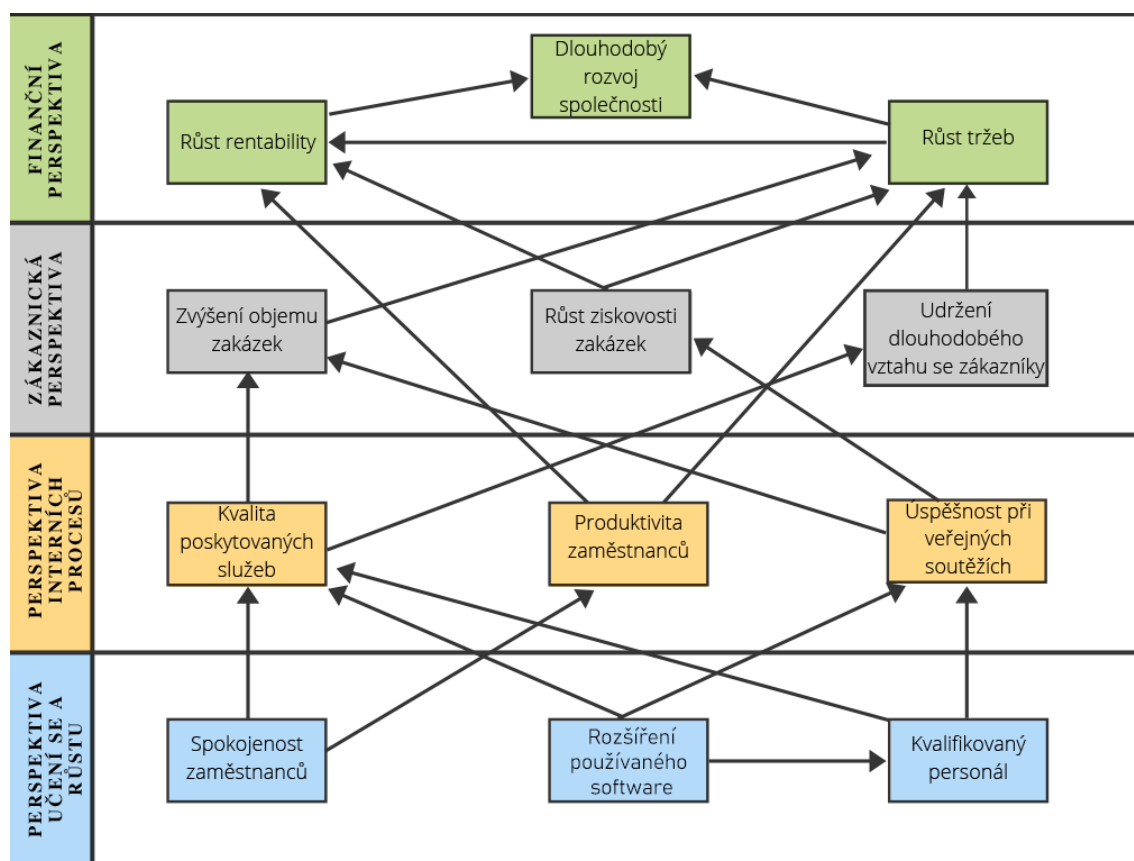 FINANČNÍ
PERSPEKTIVA
Dlouhodobý
rozvoj
společnosti
Růst rentability
Růst tržeb
ZÁKAZNICKÁ
PERSPEKTIVA
Zvýšení objemu
zakázek
Růst ziskovosti
zakázek
Udržení
dlouhodobého
vztahu se zákazníky
PERSPEKTIVA
INTERNÍCH
PROCESŮ
Kvalita
poskytovaných
služeb
Produktivita
zaměstnanců
Úspěšnost při
veřejných
soutěžích
PERSPEKTIVA
UČENÍ SE A
RŮSTU
Spokojenost
zaměstnanců
Rozšíření
používaného
software
Kvalifikovaný
personál